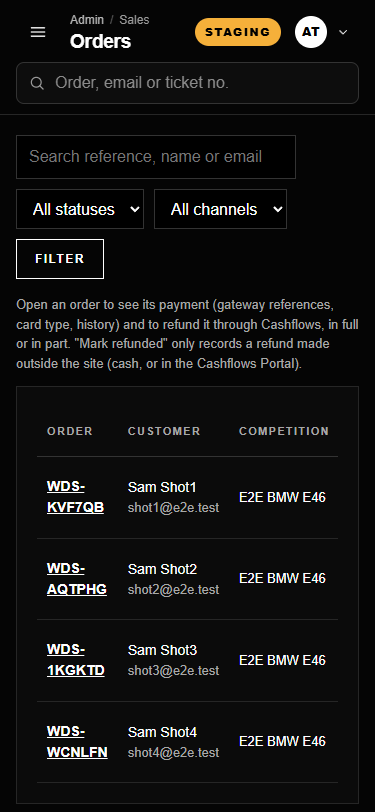 Admin / Sales
Orders
STAGING
AT
Order, email or ticket no.
Search reference, name or email
All statuses
All channels
FILTER
Open an order to see its payment (gateway references,
card type, history) and to refund it through Cashflows, in full
or in part. "Mark refunded" only records a refund made
outside the site (cash, or in the Cashflows Portal).
ORDER CUSTOMER COMPETITION
WDS-
KVF7QB
Sam Shot1
shot1@e2e.test
E2E BMW E46
WDS-
AQTPHG
Sam Shot2
shot2@e2e.test
E2E BMW E46
WDS-
1KGKTD
Sam Shot3
shot3@e2e.test
E2E BMW E46
WDS-
WCNLFN
Sam Shot4
shot4@e2e.test
E2E BMW E46